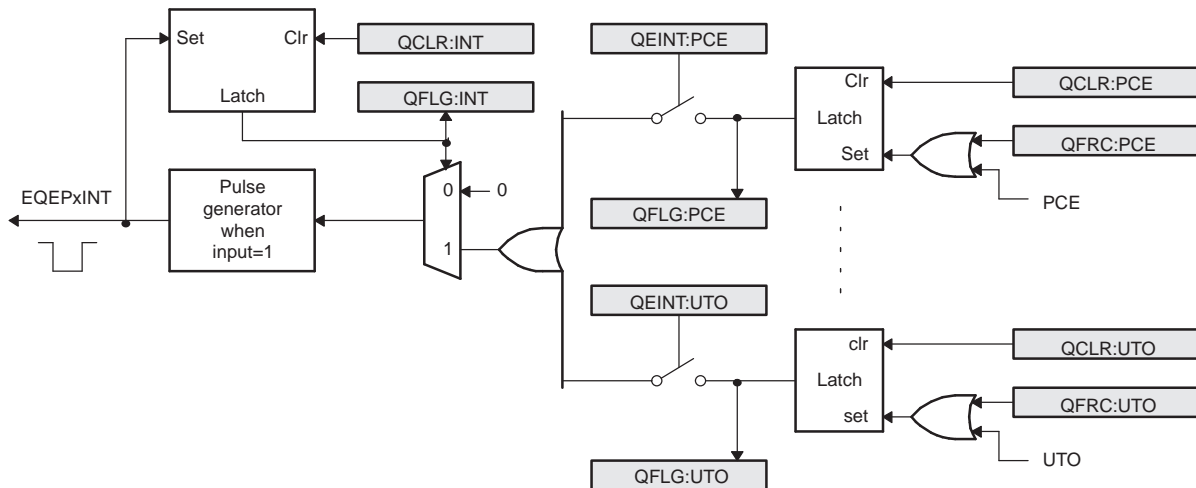 Set
Clr
Latch
QCLR:INT
QFLG:INT
EQEPxINT
Pulse
generator
when
input=1
0
0
1
QEINT:PCE
QFLG:PCE
Clr
Latch
Set
QCLR:PCE
QFRC:PCE
PCE
QEINT:UTO
QFLG:UTO
clr
Latch
set
QCLR:UTO
QFRC:UTO
UTO